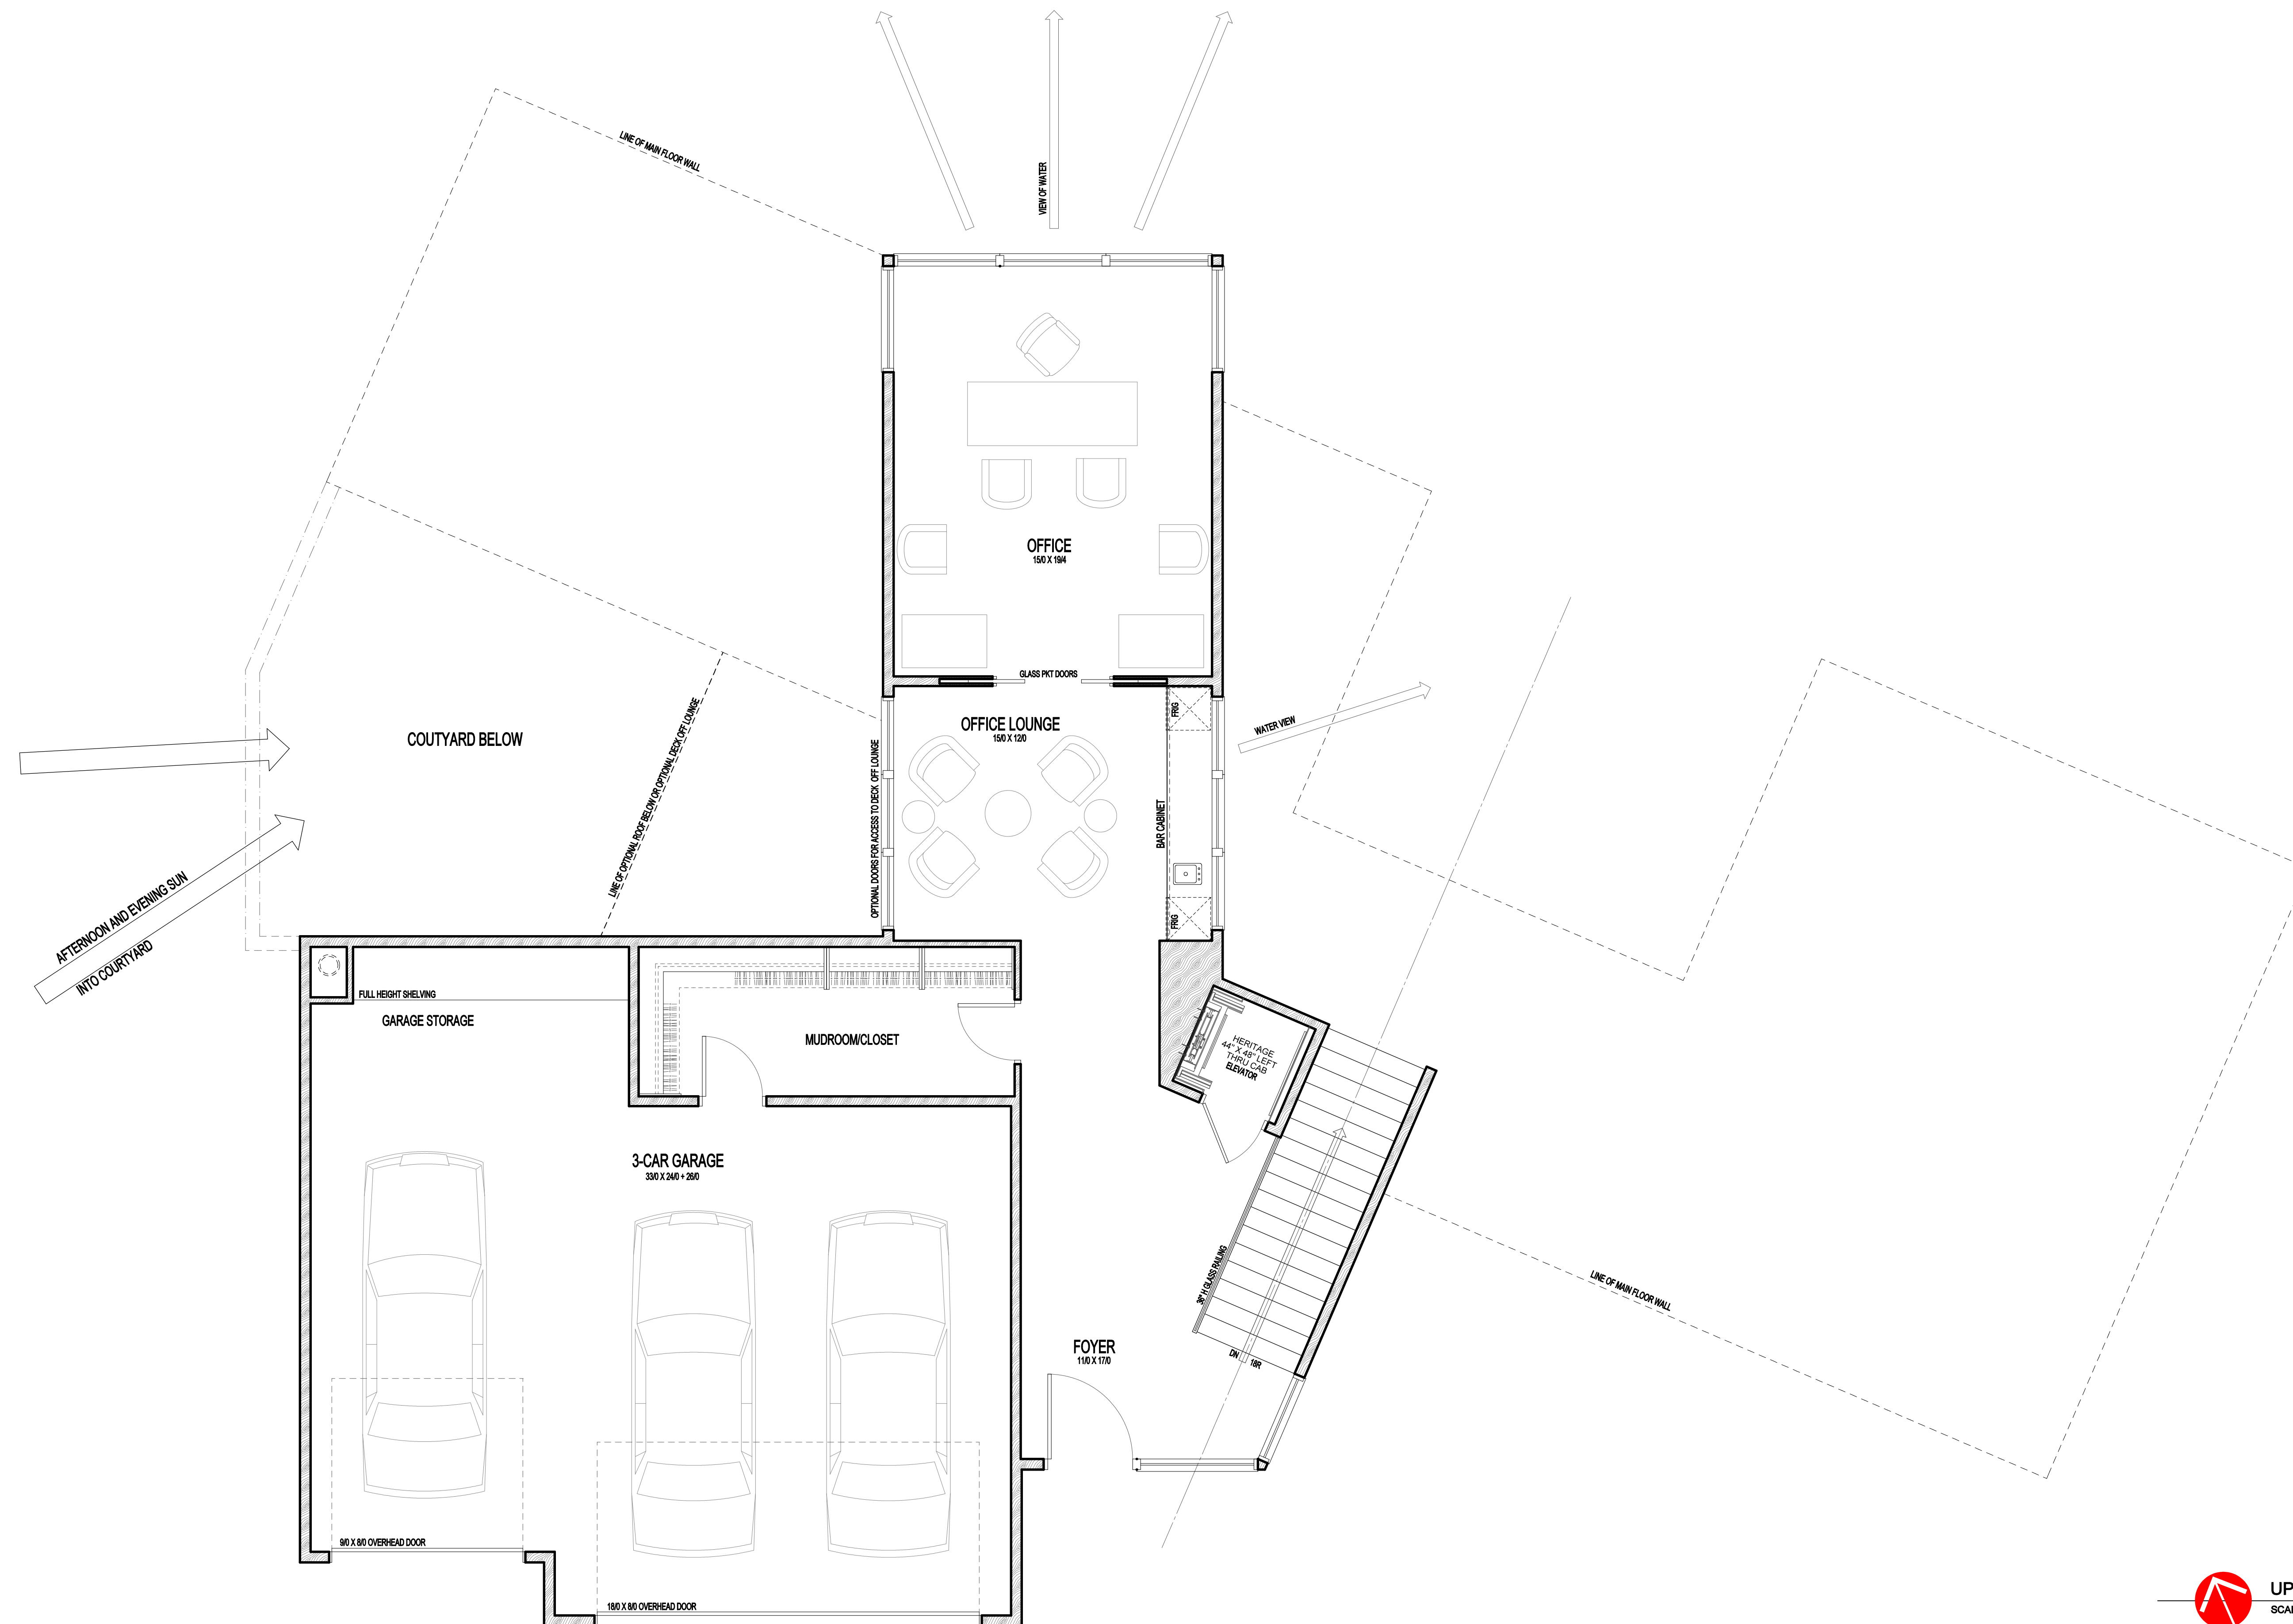 LINE OF MAIN FLOOR WALL
VIEW OF WATER
OFFICE
15/0 X 19/4
GLASS PKT DOORS
COUTYARD BELOW
LINE OF OPTIONAL ROOF BELOW OR OPTIONAL DECK OFF LOUNGE
OPTIONAL DOORS FOR ACCESS TO DECK OFF LOUNGE
OFFICE LOUNGE
15/0 X 12/0
FRIG
BAR CABINET
FRIG
WATER VIEW
AFTERNOON AND EVENING SUN
INTO COURTYARD
FULL HEIGHT SHELVING
GARAGE STORAGE
MUDROOM/CLOSET
HERITAGE
44" X 48" LEFT
THRU CAB
ELEVATOR
3-CAR GARAGE
33/0 X 24/0 + 26/0
36" H GLASS RAILING
LINE OF MAIN FLOOR WALL
FOYER
11/0 X 17/0
DN 18R
9/0 X 8/0 OVERHEAD DOOR
18/0 X 8/0 OVERHEAD DOOR
UP